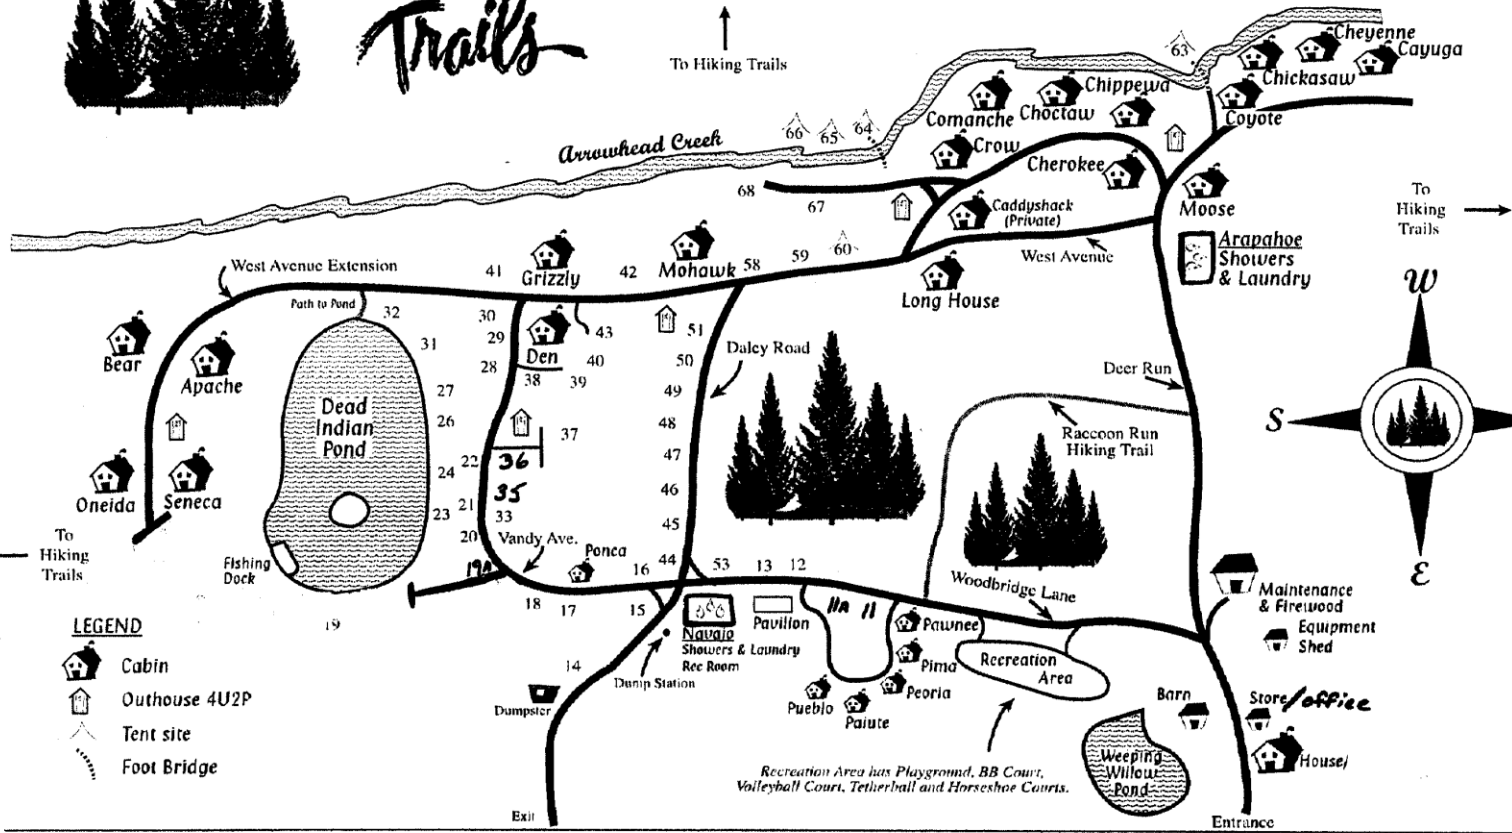 Trails
To Hiking Trails
63
Cheyenne
Cayuga
Chickasaw
Coyote
Chippewa
Choctaw
Comanche
Crow
Cherokee
66
65
64
Arrowhead Creek
68
67
Caddyshack
(Private)
Moose
To
Hiking
Trails
60
59
58
West Avenue
Arapahoe
Showers
& Laundry
Long House
West Avenue Extension
41
Grizzly
42
Mohawk
Path to Pond
32
30
29
28
31
Den
43
40
38
39
51
50
49
48
47
46
45
44
Daley Road
Deer Run
Raccoon Run
Hiking Trail
W
S
E
Bear
Apache
Oneida
Seneca
Dead
Indian
Pond
27
26
24
23
22
21
20
37
36
35
33
Vandy Ave.
19A
Ponca
To
Hiking
Trails
Fishing
Dock
19
18
17
16
15
53
13
12
11A
11
Woodbridge Lane
Maintenance
& Firewood
Equipment
Shed
Navajo
Showers & Laundry
Rec Room
Pavilion
Pawnee
Pima
Peoria
Paiute
Pueblo
Recreation
Area
14
Dump Station
Dumpster
Exit
Barn
Store/office
House/
Weeping
Willow
Pond
Entrance
Recreation Area has Playground, BB Court,
Volleyball Court, Tetherball and Horseshoe Courts.
LEGEND
Cabin
Outhouse 4U2P
Tent site
Foot Bridge